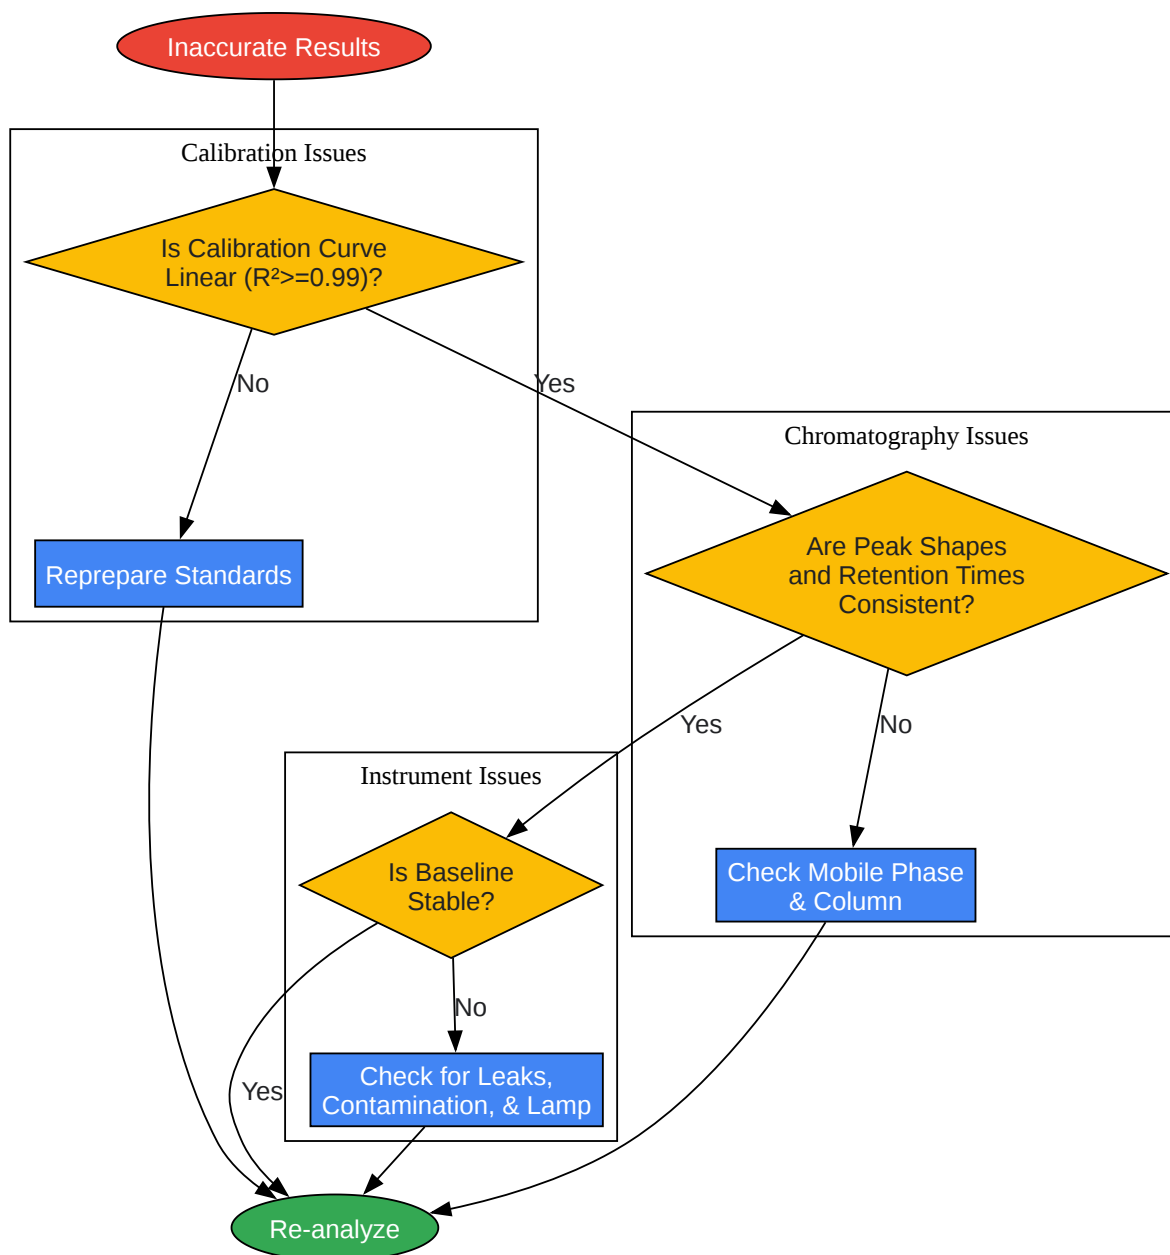 Inaccurate Results
Calibration Issues
Is Calibration Curve
Linear (R²>=0.99)?
No
Yes
Reprepare Standards
Chromatography Issues
Are Peak Shapes
and Retention Times
Consistent?
Yes
No
Instrument Issues
Is Baseline
Stable?
Check Mobile Phase
& Column
No
Yes
Check for Leaks,
Contamination, & Lamp
Re-analyze